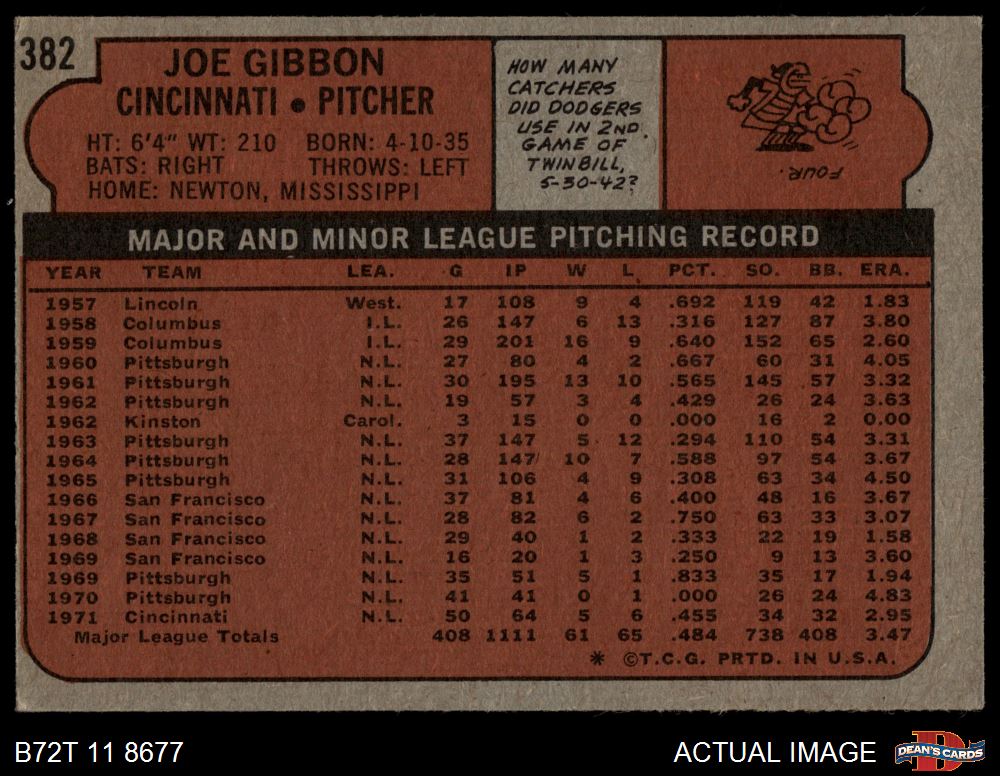 382
JOE GIBBON
CINCINNATI • PITCHER
HT: 6'4" WT: 210 BORN: 4-10-35
BATS: RIGHT THROWS: LEFT
HOME: NEWTON, MISSISSIPPI
HOW MANY
CATCHERS
DID DODGERS
USE IN 2ND.
GAME OF
TWINBILL,
5-30-42?
FOUR.
MAJOR AND MINOR LEAGUE PITCHING RECORD
YEAR TEAM LEA. G IP W L PCT. SO. BB. ERA.
1957 Lincoln West. 17 108 9 4 .692 119 42 1.83
1958 Columbus I.L. 26 147 6 13 .316 127 87 3.80
1959 Columbus I.L. 29 201 16 9 .640 152 65 2.60
1960 Pittsburgh N.L. 27 80 4 2 .667 60 31 4.05
1961 Pittsburgh N.L. 30 195 13 10 .565 145 57 3.32
1962 Pittsburgh N.L. 19 57 3 4 .429 26 24 3.63
1962 Kinston Carol. 3 15 0 0 .000 16 2 0.00
1963 Pittsburgh N.L. 37 147 5 12 .294 110 54 3.31
1964 Pittsburgh N.L. 28 147 10 7 .588 97 54 3.67
1965 Pittsburgh N.L. 31 106 4 9 .308 63 34 4.50
1966 San Francisco N.L. 37 81 4 6 .400 48 16 3.67
1967 San Francisco N.L. 28 82 6 2 .750 63 33 3.07
1968 San Francisco N.L. 29 40 1 2 .333 22 19 1.58
1969 San Francisco N.L. 16 20 1 3 .250 9 13 3.60
1969 Pittsburgh N.L. 35 51 5 1 .833 35 17 1.94
1970 Pittsburgh N.L. 41 41 0 1 .000 26 24 4.83
1971 Cincinnati N.L. 50 64 5 6 .455 34 32 2.95
Major League Totals 408 1111 61 65 .484 738 408 3.47
* ©T.C.G. PRTD. IN U.S.A.
B72T 11 8677
ACTUAL IMAGE
D
DEAN'S CARDS